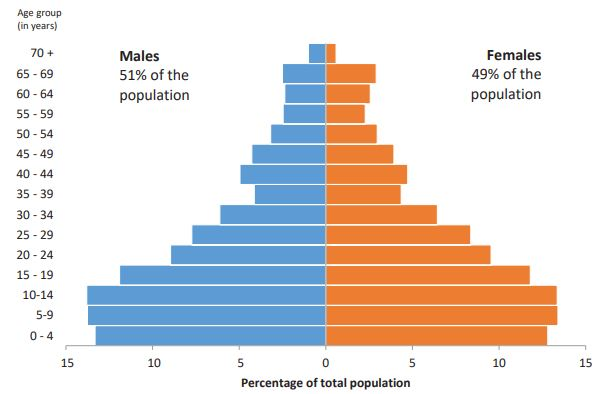 Age group
(in years)
70 +
65 - 69
60 - 64
55 - 59
50 - 54
45 - 49
40 - 44
35 - 39
30 - 34
25 - 29
20 - 24
15 - 19
10-14
5-9
0 - 4
Males
51% of the
population
Females
49% of the
population
15 10 5 0 5 10 15
Percentage of total population